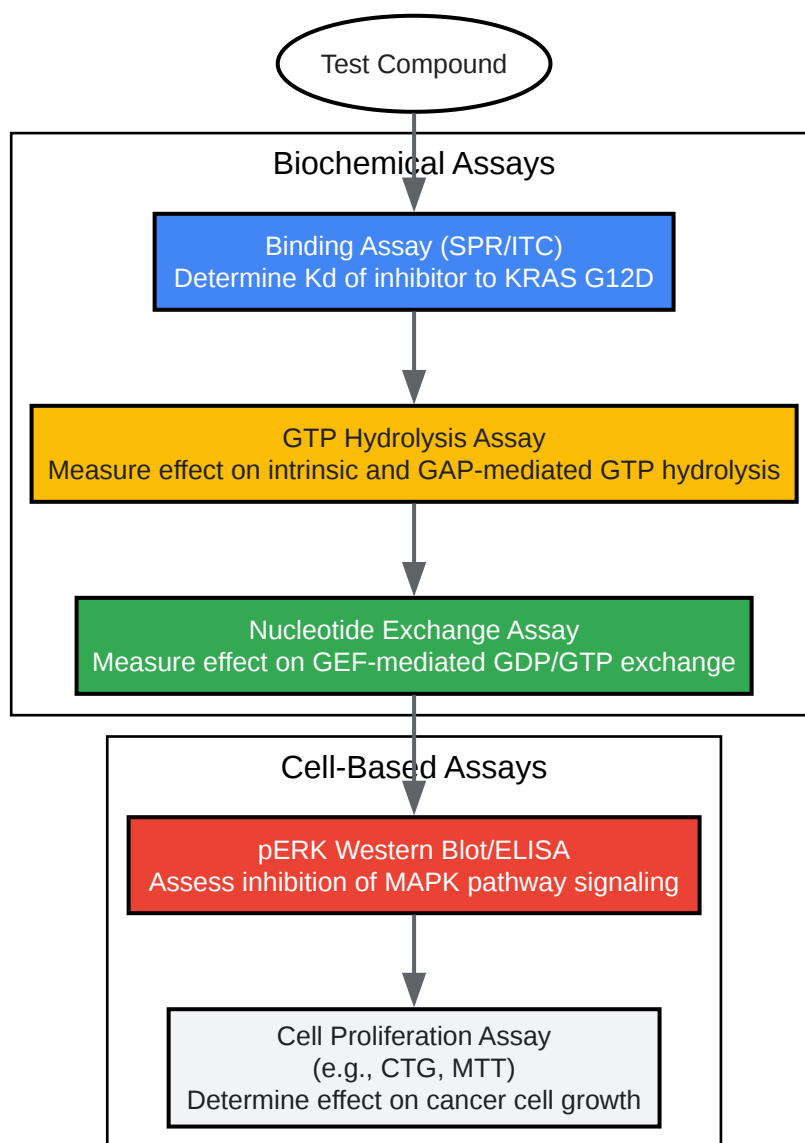 Test Compound
Biochemical Assays
Binding Assay (SPR/ITC)
Determine Kd of inhibitor to KRAS G12D
GTP Hydrolysis Assay
Measure effect on intrinsic and GAP-mediated GTP hydrolysis
Nucleotide Exchange Assay
Measure effect on GEF-mediated GDP/GTP exchange
Cell-Based Assays
pERK Western Blot/ELISA
Assess inhibition of MAPK pathway signaling
Cell Proliferation Assay
(e.g., CTG, MTT)
Determine effect on cancer cell growth